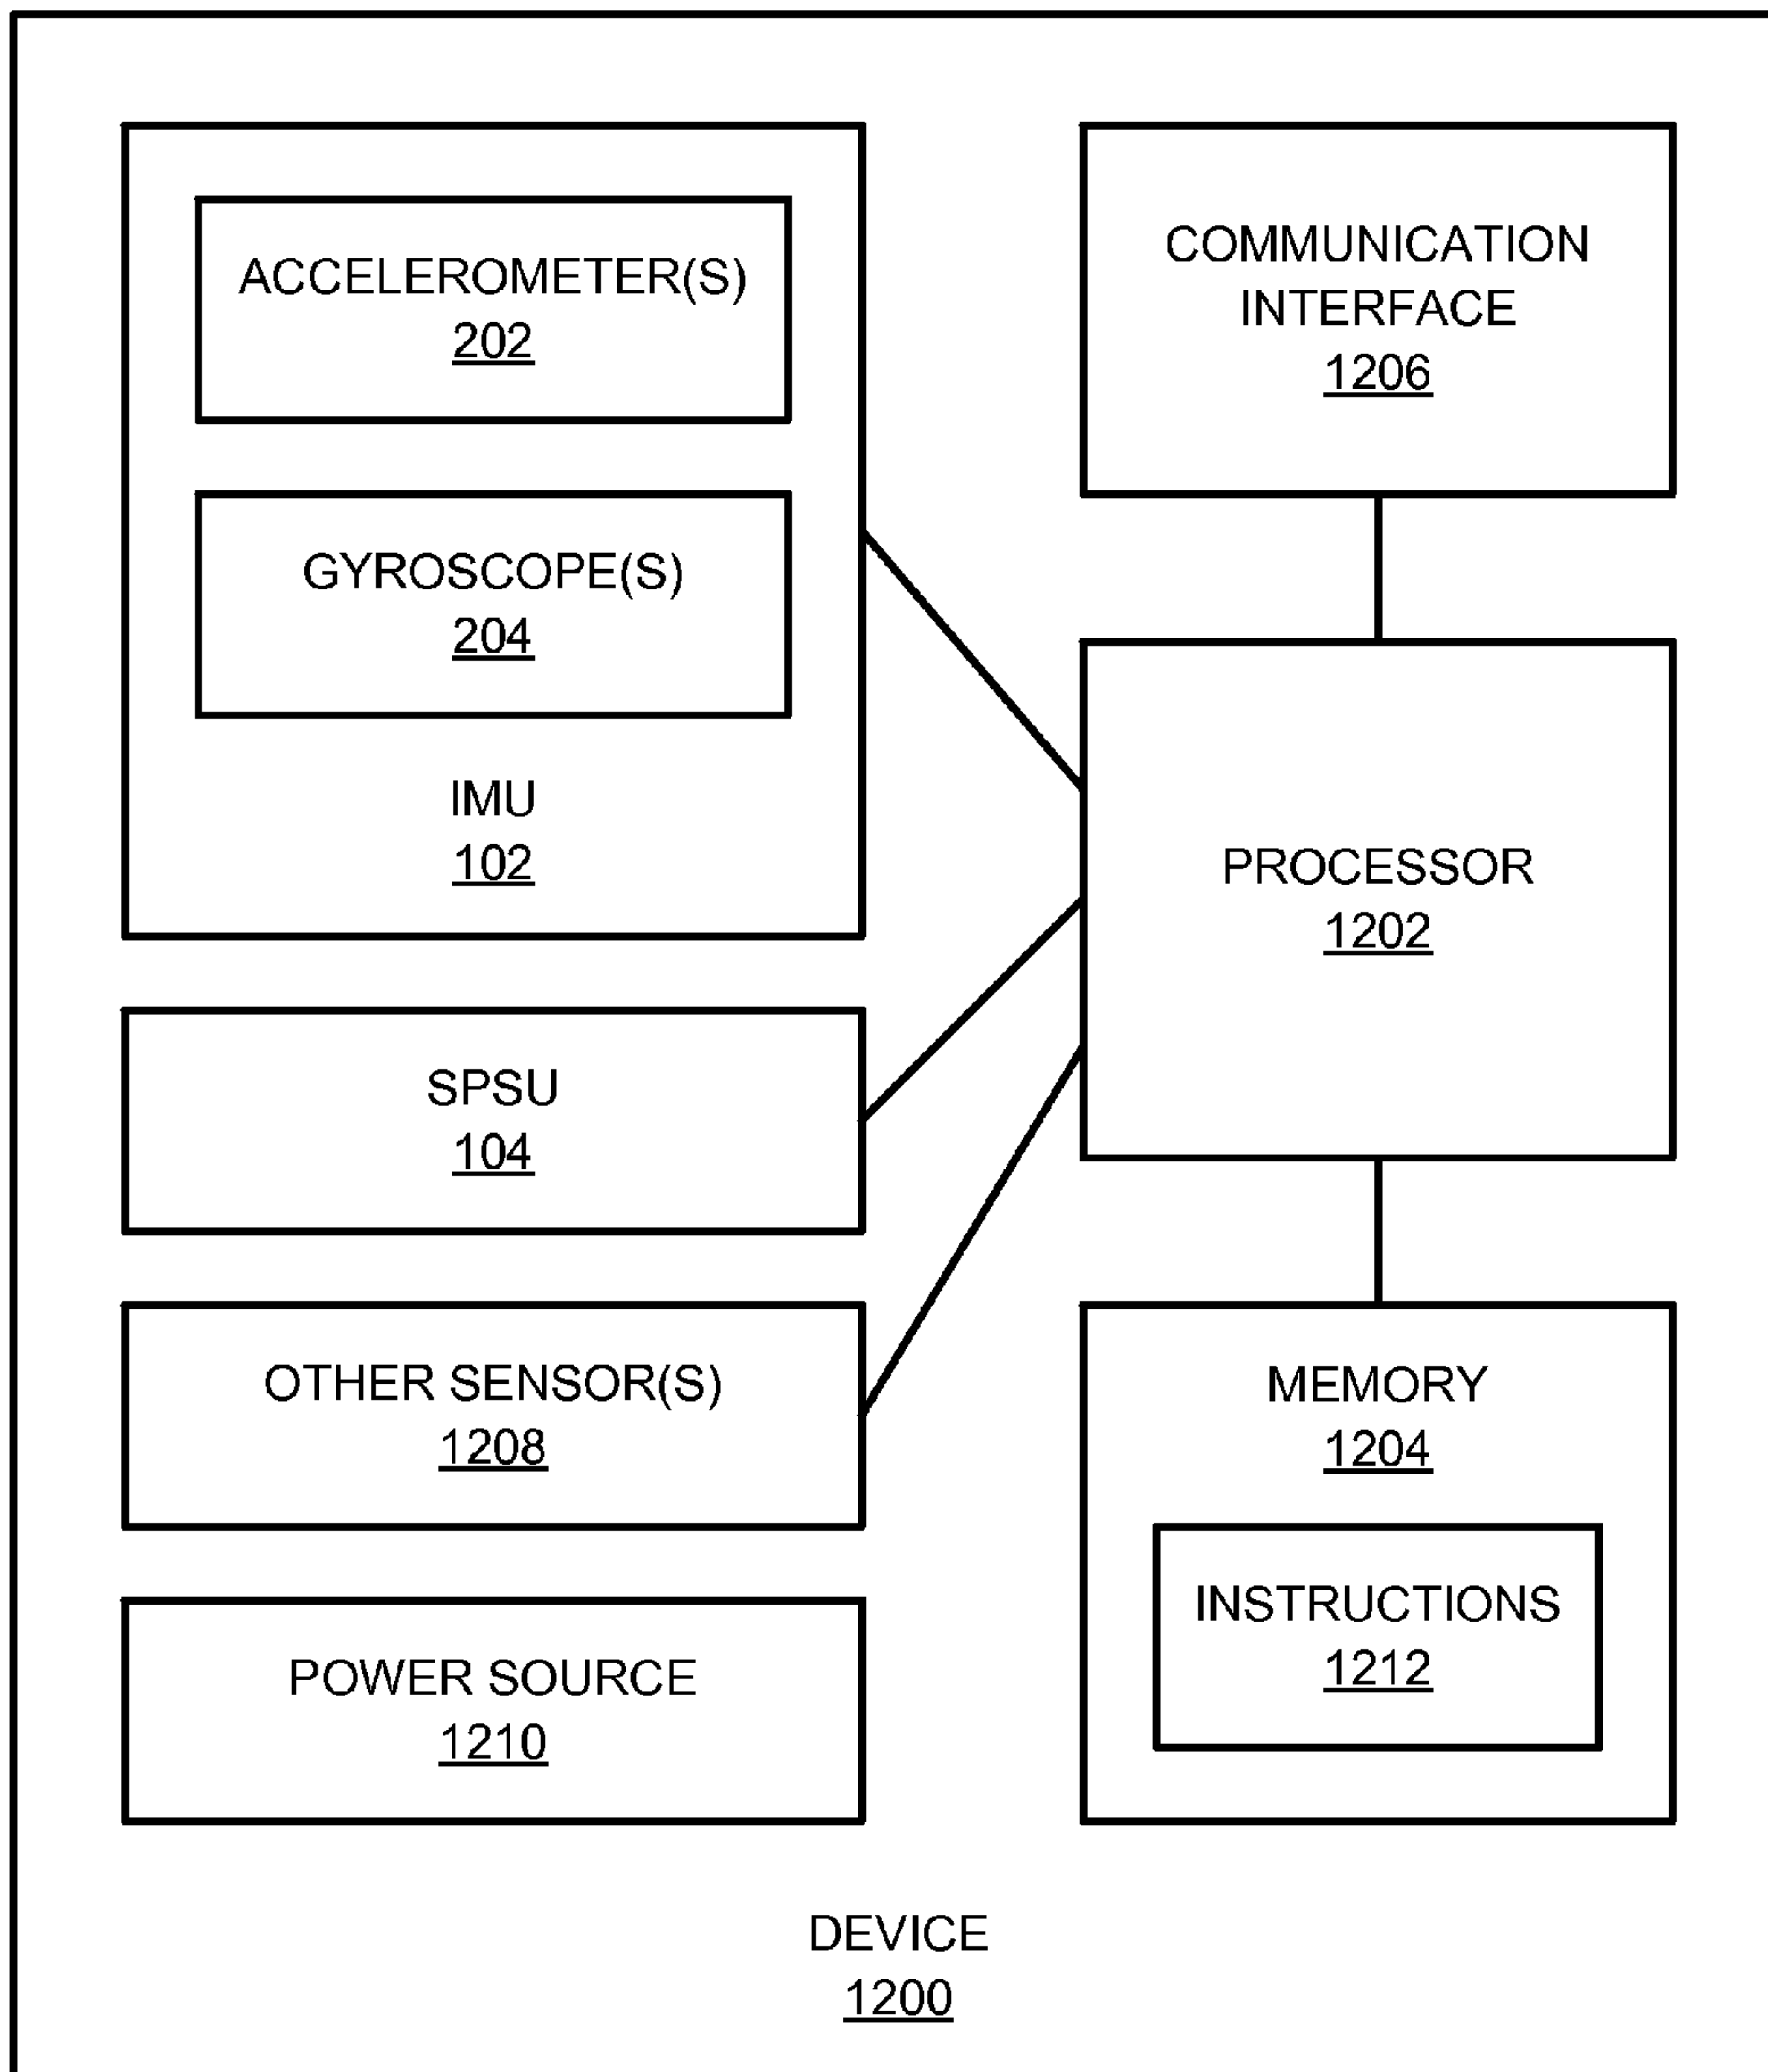 ACCELEROMETER(S)
202
GYROSCOPE(S)
204
IMU
102
SPSU
104
OTHER SENSOR(S)
1208
POWER SOURCE
1210
COMMUNICATION
INTERFACE
1206
PROCESSOR
1202
MEMORY
1204
INSTRUCTIONS
1212
DEVICE
1200